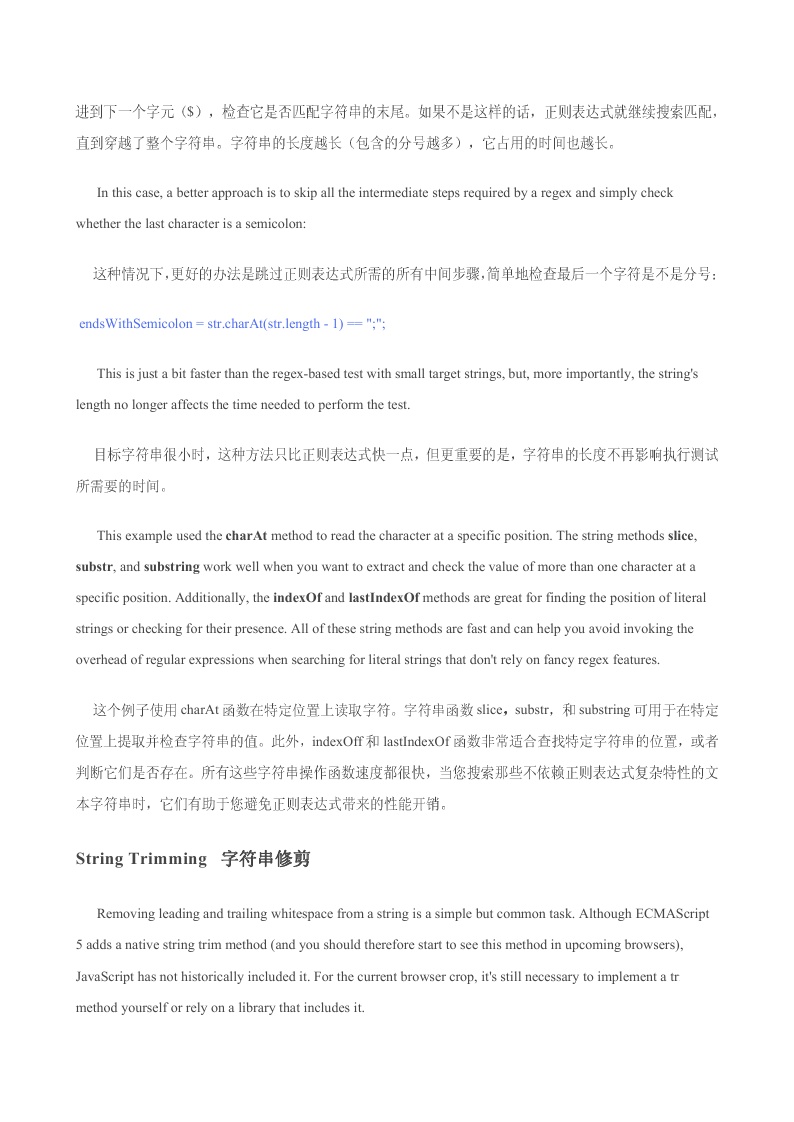 进到下一个字元（$），检查它是否匹配字符串的末尾。如果不是这样的话，正则表达式就继续搜索匹配，
直到穿越了整个字符串。字符串的长度越长（包含的分号越多），它占用的时间也越长。
In this case, a better approach is to skip all the intermediate steps required by a regex and simply check
whether the last character is a semicolon:
这种情况下，更好的办法是跳过正则表达式所需的所有中间步骤，简单地检查最后一个字符是不是分号：
endsWithSemicolon = str.charAt(str.length - 1) == ";";
This is just a bit faster than the regex-based test with small target strings, but, more importantly, the string's
length no longer affects the time needed to perform the test.
目标字符串很小时，这种方法只比正则表达式快一点，但更重要的是，字符串的长度不再影响执行测试
所需要的时间。
This example used the charAt method to read the character at a specific position. The string methods slice,
substr, and substring work well when you want to extract and check the value of more than one character at a
specific position. Additionally, the indexOf and lastIndexOf methods are great for finding the position of literal
strings or checking for their presence. All of these string methods are fast and can help you avoid invoking the
overhead of regular expressions when searching for literal strings that don't rely on fancy regex features.
这个例子使用 charAt 函数在特定位置上读取字符。字符串函数 slice，substr，和 substring 可用于在特定
位置上提取并检查字符串的值。此外，indexOff 和 lastIndexOf 函数非常适合查找特定字符串的位置，或者
判断它们是否存在。所有这些字符串操作函数速度都很快，当您搜索那些不依赖正则表达式复杂特性的文
本字符串时，它们有助于您避免正则表达式带来的性能开销。
String Trimming 字符串修剪
Removing leading and trailing whitespace from a string is a simple but common task. Although ECMAScript
5 adds a native string trim method (and you should therefore start to see this method in upcoming browsers),
JavaScript has not historically included it. For the current browser crop, it's still necessary to implement a tr
method yourself or rely on a library that includes it.